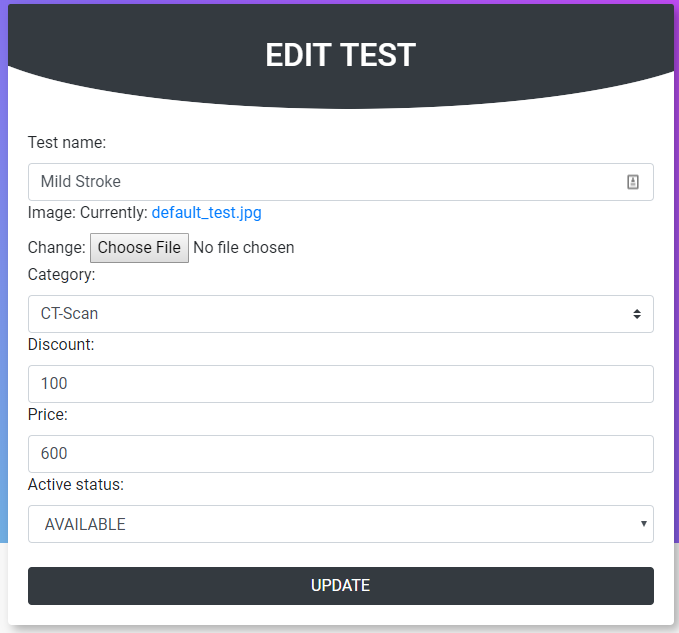 EDIT TEST
Test name:
Mild Stroke
Image: Currently: default_test.jpg
Change: Choose File No file chosen
Category:
CT-Scan
Discount:
100
Price:
600
Active status:
AVAILABLE
UPDATE